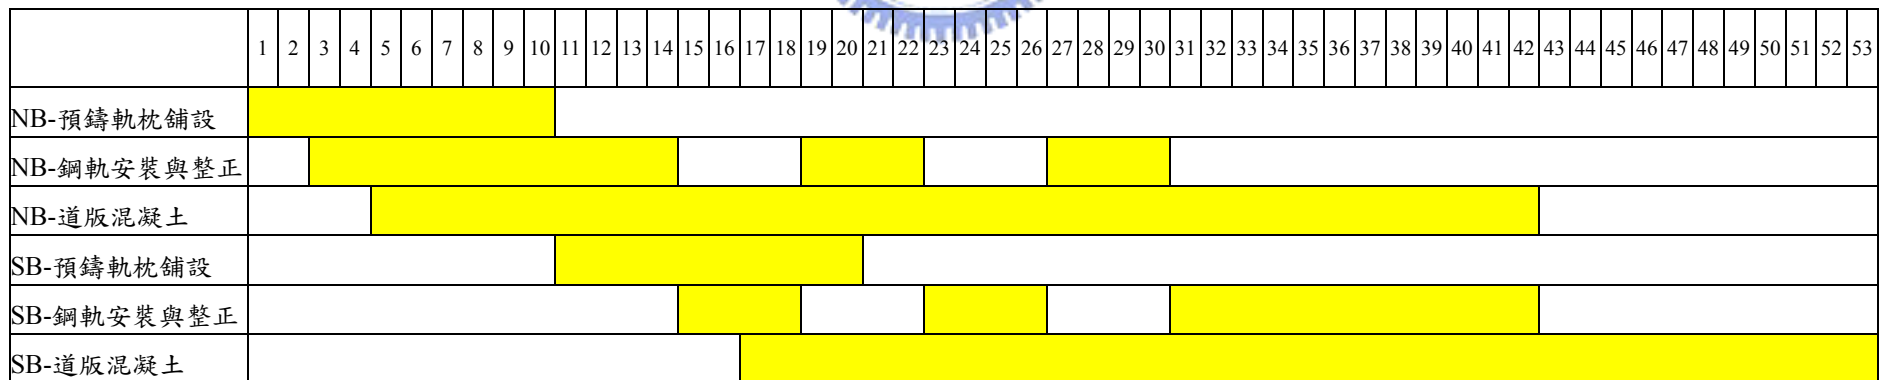 1 2 3 4 5 6 7 8 9 10 11 12 13 14 15 16 17 18 19 20 21 22 23 24 25 26 27 28 29 30 31 32 33 34 35 36 37 38 39 40 41 42 43 44 45 46 47 48 49 50 51 52 53
NB-預鑄軌枕舖設
NB-鋼軌安裝與整正
NB-道版混凝土
SB-預鑄軌枕舖設
SB-鋼軌安裝與整正
SB-道版混凝土